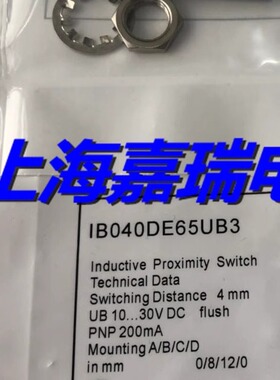 上海嘉瑞电
IB040DE65UB3
Inductive Proximity Switch
Technical Data
Switching Distance 4 mm
UB 10...30V DC flush
PNP 200mA
Mounting A/B/C/D
in mm 0/8/12/0